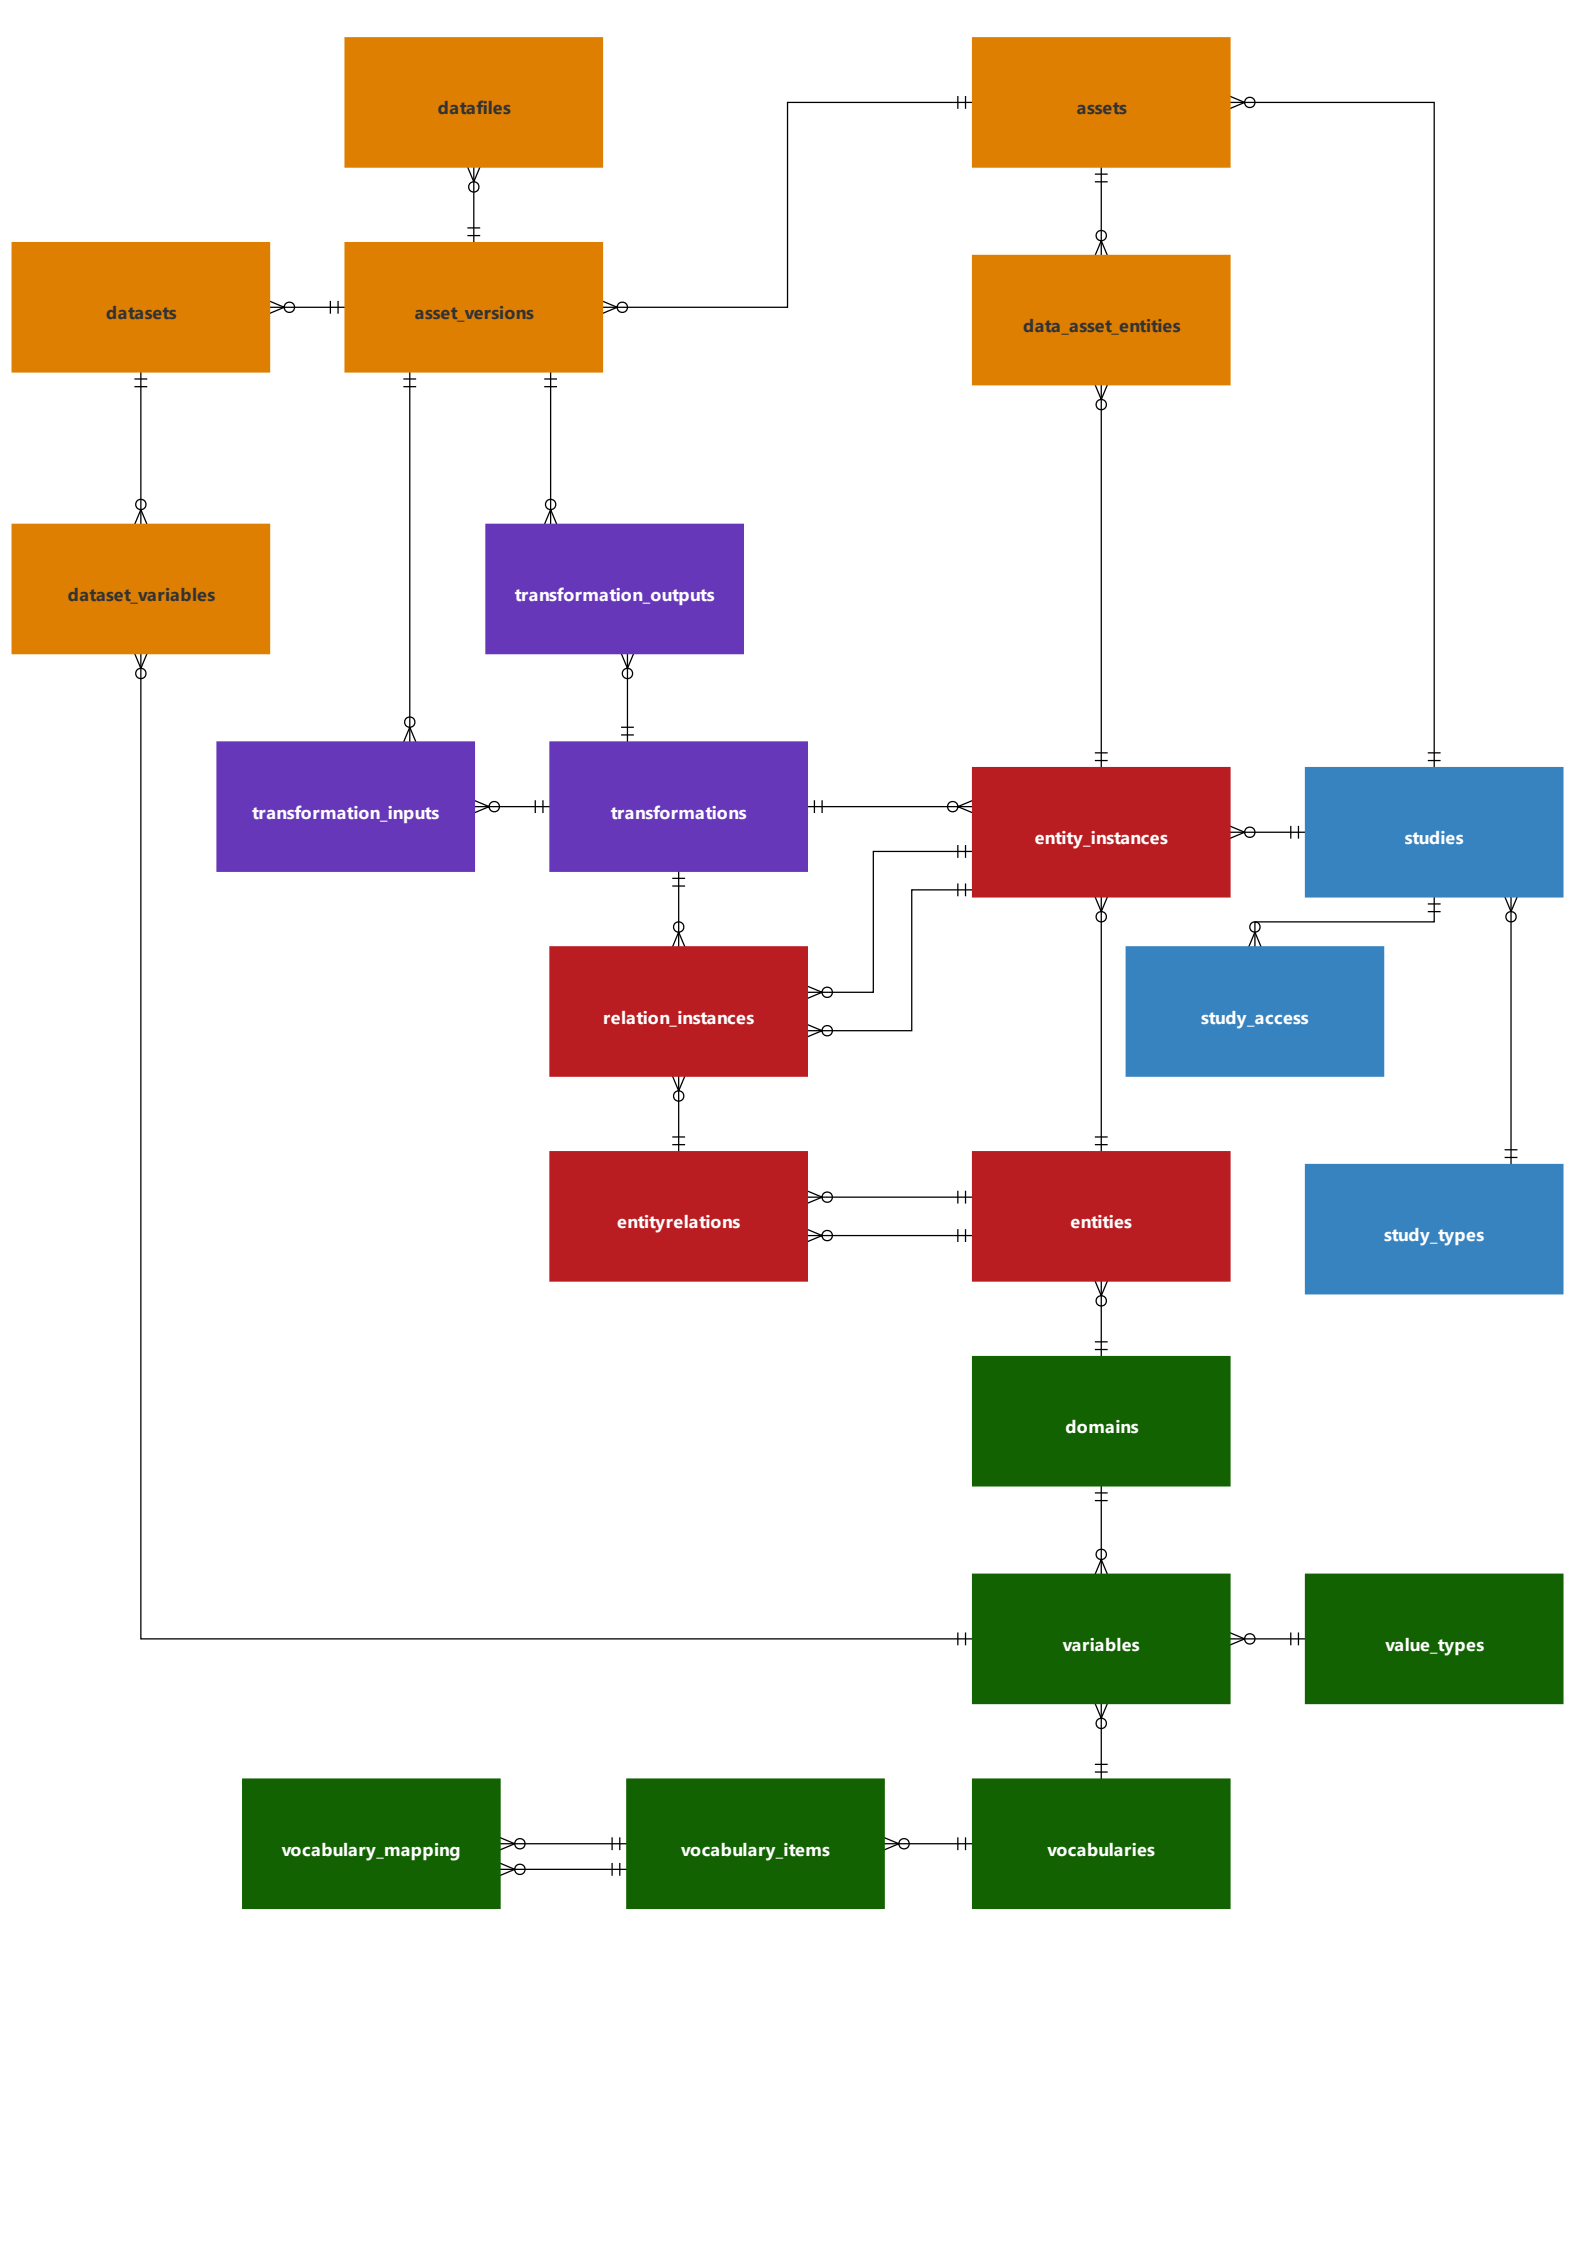 datafiles
assets
datasets
asset_versions
data_asset_entities
dataset_variables
transformation_outputs
transformation_inputs
transformations
entity_instances
studies
relation_instances
study_access
entityrelations
entities
study_types
domains
variables
value_types
vocabulary_mapping
vocabulary_items
vocabularies